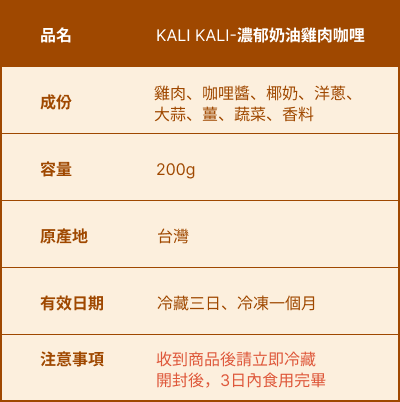 品名 KALI KALI-濃郁奶油雞肉咖哩
成份 雞肉、咖哩醬、椰奶、洋蔥、
大蒜、薑、蔬菜、香料
容量 200g
原產地 台灣
有效日期 冷藏三日、冷凍一個月
注意事項 收到商品後請立即冷藏
開封後，3日內食用完畢